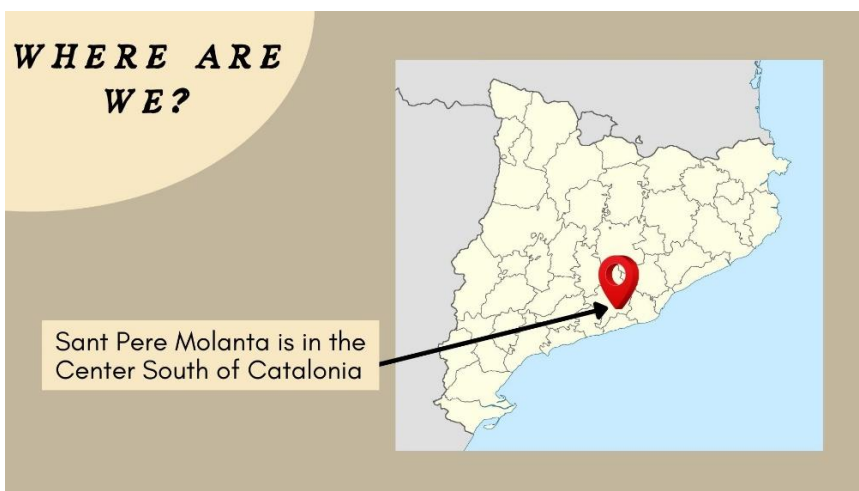 WHERE ARE
WE?
Sant Pere Molanta is in the
Center South of Catalonia